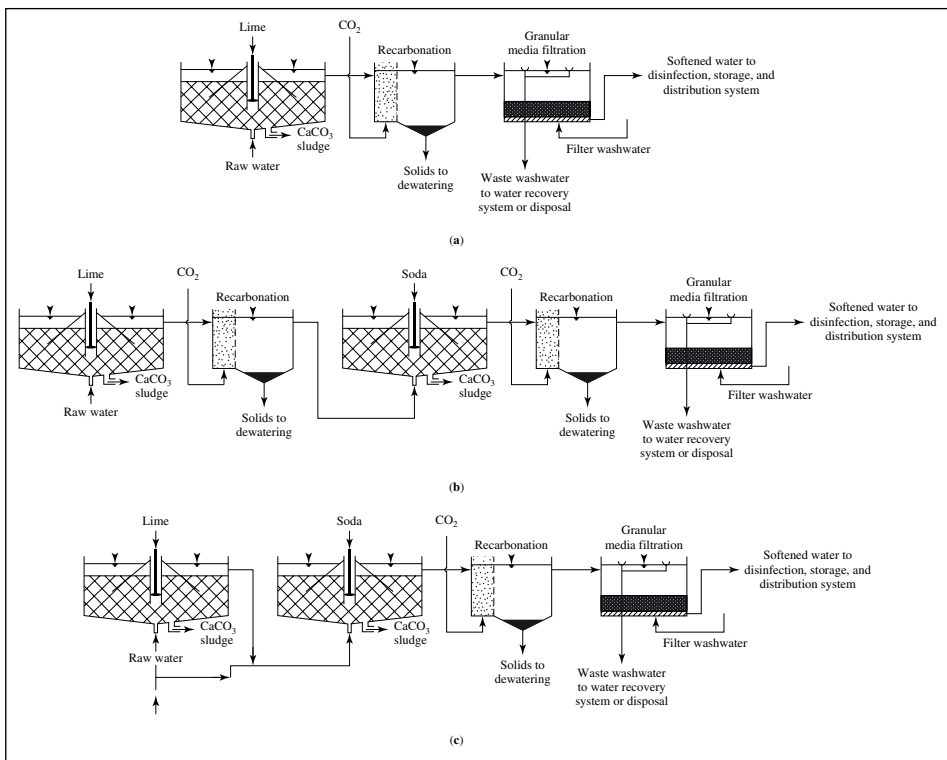 Lime
CO₂
Recarbonation
Granular
media filtration
Softened water to
disinfection, storage, and
distribution system
CaCO₃
sludge
Raw water
Solids to
dewatering
Filter washwater
Waste washwater
to water recovery
system or disposal
(a)
Lime
CO₂
Recarbonation
Soda
CO₂
Recarbonation
Granular
media filtration
Softened water to
disinfection, storage, and
distribution system
CaCO₃
sludge
Raw water
Solids to
dewatering
CaCO₃
sludge
Solids to
dewatering
Filter washwater
Waste washwater
to water recovery
system or disposal
(b)
Lime
Soda
CO₂
Recarbonation
Granular
media filtration
Softened water to
disinfection, storage, and
distribution system
CaCO₃
sludge
Raw water
CaCO₃
sludge
Solids to
dewatering
Filter washwater
Waste washwater
to water recovery
system or disposal
(c)